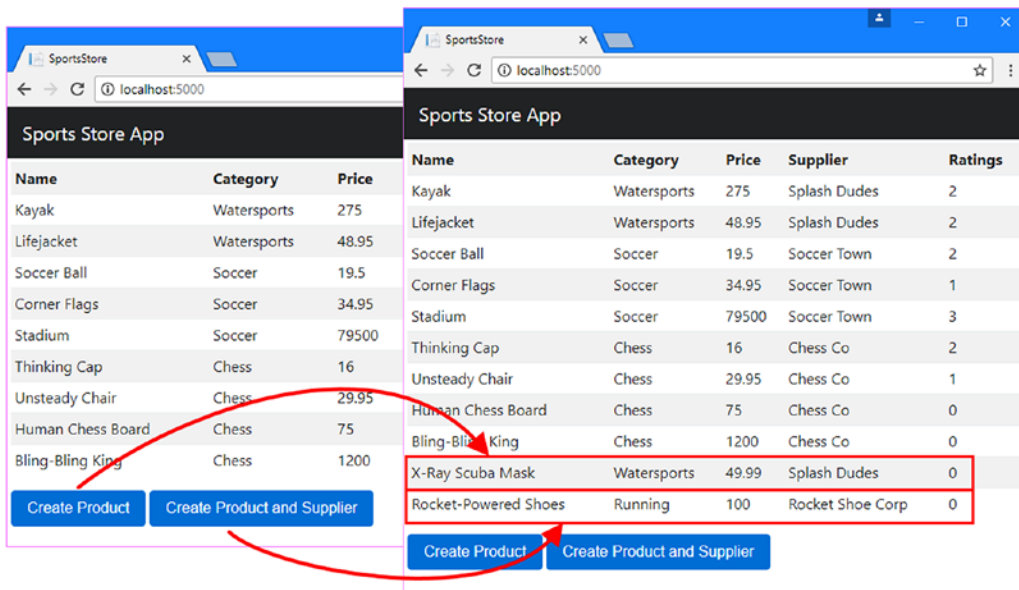 SportsStore
localhost:5000
Sports Store App
Name Category Price
Kayak Watersports 275
Lifejacket Watersports 48.95
Soccer Ball Soccer 19.5
Corner Flags Soccer 34.95
Stadium Soccer 79500
Thinking Cap Chess 16
Unsteady Chair Chess 29.95
Human Chess Board Chess 75
Bling-Bling King Chess 1200
Create Product Create Product and Supplier
SportsStore
localhost:5000
Sports Store App
Name Category Price Supplier Ratings
Kayak Watersports 275 Splash Dudes 2
Lifejacket Watersports 48.95 Splash Dudes 2
Soccer Ball Soccer 19.5 Soccer Town 2
Corner Flags Soccer 34.95 Soccer Town 1
Stadium Soccer 79500 Soccer Town 3
Thinking Cap Chess 16 Chess Co 2
Unsteady Chair Chess 29.95 Chess Co 1
Human Chess Board Chess 75 Chess Co 0
Bling-Bling King Chess 1200 Chess Co 0
X-Ray Scuba Mask Watersports 49.99 Splash Dudes 0
Rocket-Powered Shoes Running 100 Rocket Shoe Corp 0
Create Product Create Product and Supplier